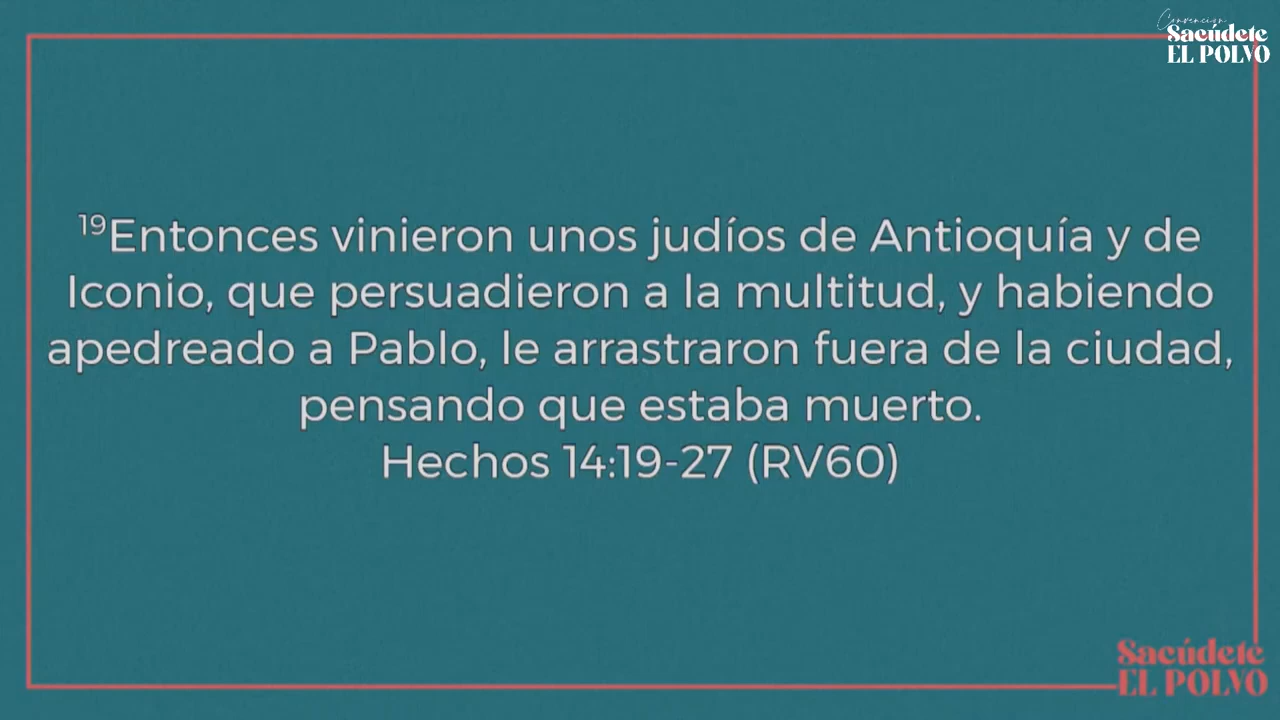 Convención
Sacúdete
EL POLVO
¹⁹Entonces vinieron unos judíos de Antioquía y de
Iconio, que persuadieron a la multitud, y habiendo
apedreado a Pablo, le arrastraron fuera de la ciudad,
pensando que estaba muerto.
Hechos 14:19-27 (RV60)
Sacúdete
EL POLVO